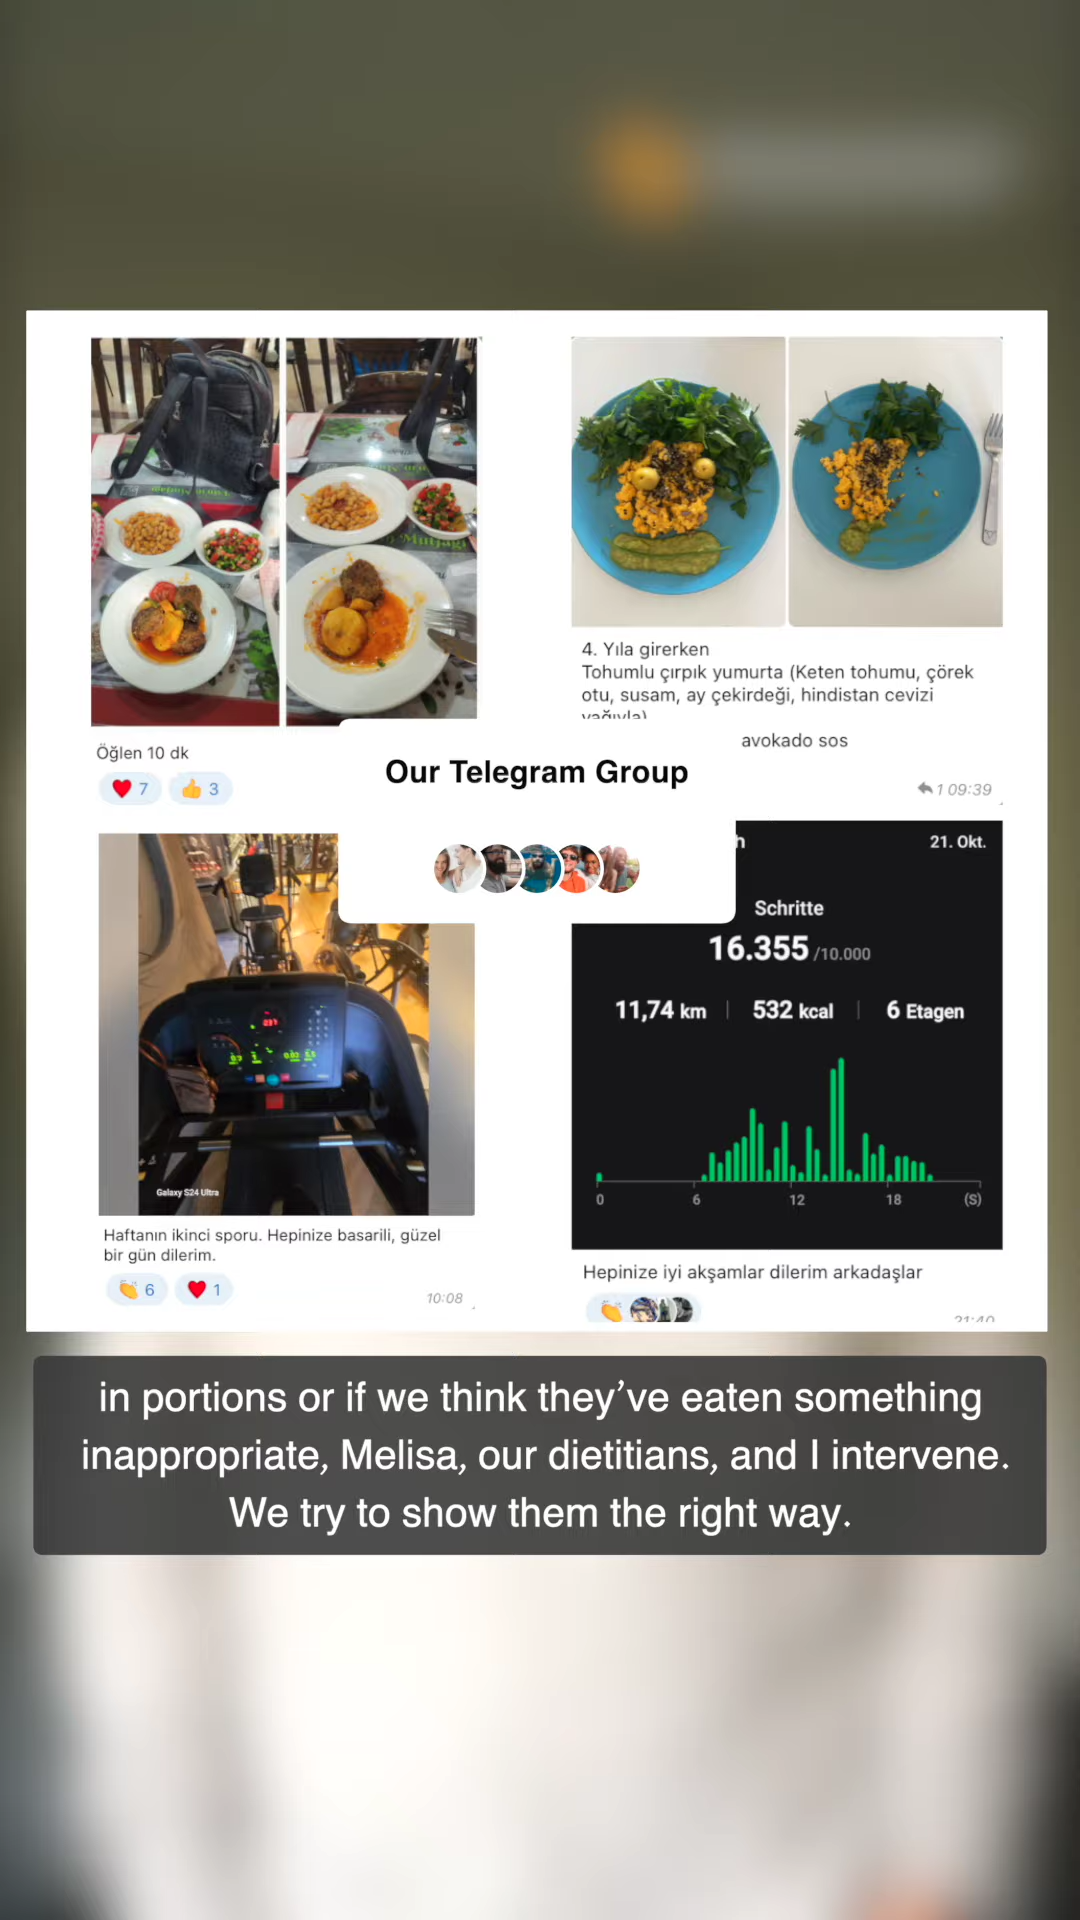 4. Yıla girerken
Tohumlu çırpık yumurta (Keten tohumu, çörek
otu, susam, ay çekirdeği, hindistan cevizi
yağıyla)
avokado sos
1 09:39
Öğlen 10 dk
7
3
Our Telegram Group
h
21. Okt.
Schritte
16.355 /10.000
11,74 km
532 kcal
6 Etagen
0
6
12
18
(S)
Galaxy S24 Ultra
Haftanın ikinci sporu. Hepinize basarili, güzel
bir gün dilerim.
6
1
10:08
Hepinize iyi akşamlar dilerim arkadaşlar
21:40
in portions or if we think they’ve eaten something
inappropriate, Melisa, our dietitians, and I intervene.
We try to show them the right way.